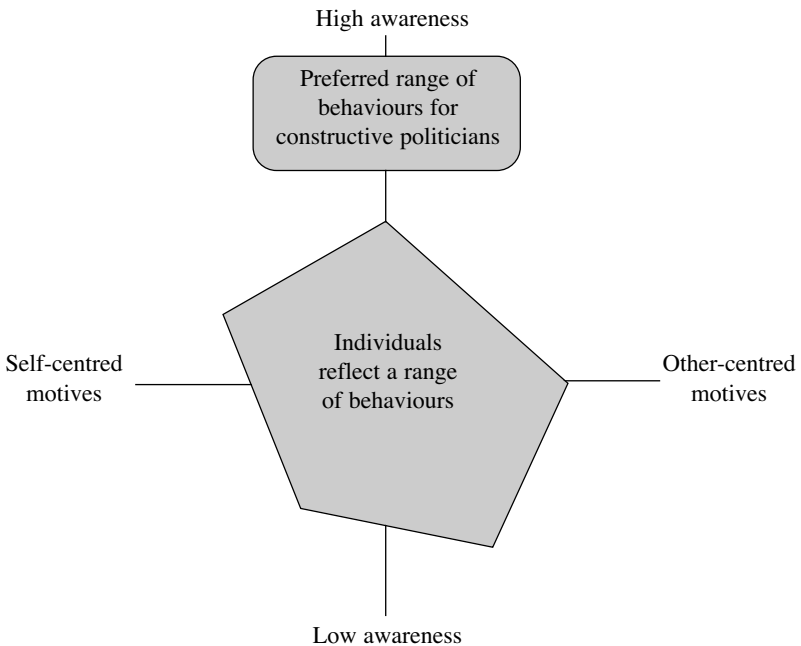 High awareness
Preferred range of
behaviours for
constructive politicians
Individuals
reflect a range
of behaviours
Self-centred
motives
Other-centred
motives
Low awareness